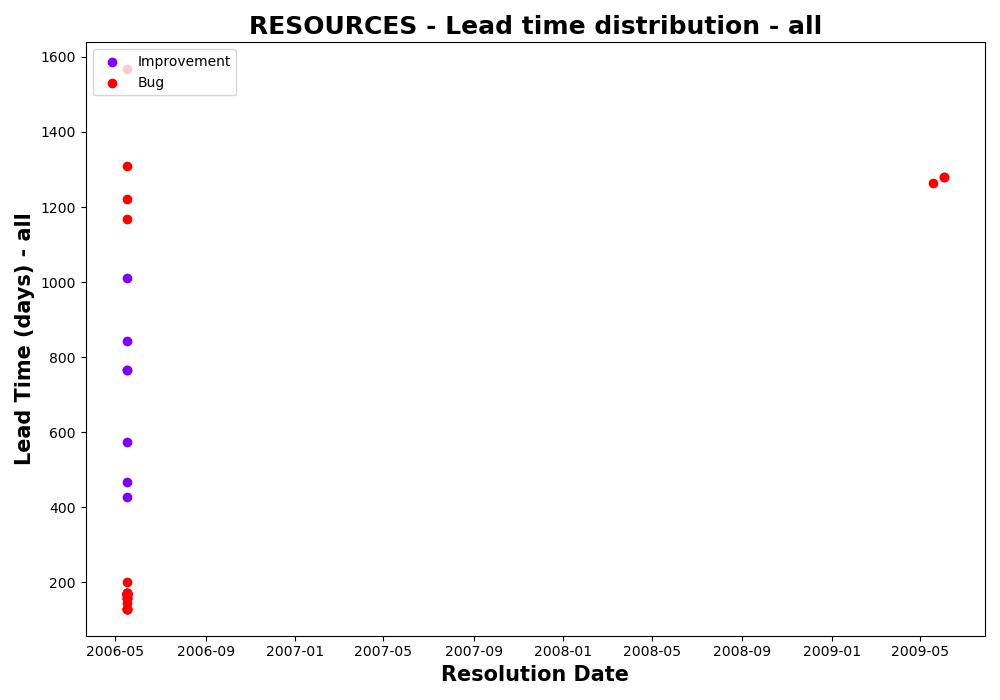 RESOURCES - Lead time distribution - all
Improvement
Bug
Lead Time (days) - all
1600
1400
1200
1000
800
600
400
200
2006-05 2006-09 2007-01 2007-05 2007-09 2008-01 2008-05 2008-09 2009-01 2009-05
Resolution Date